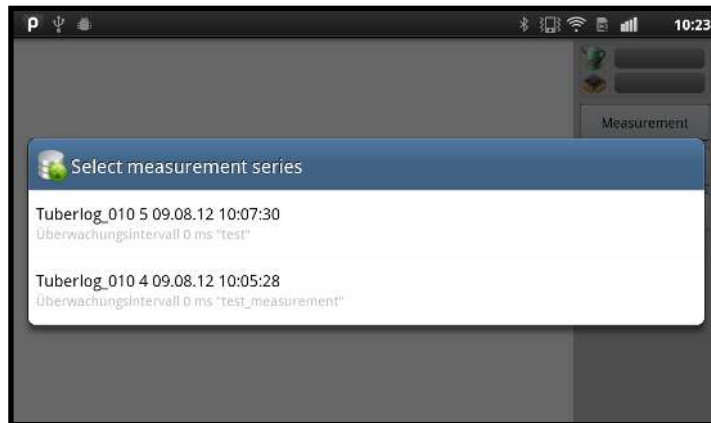 10:23
Measurement
Select measurement series
Tuberlog_010 5 09.08.12 10:07:30
Überwachungsintervall 0 ms "test"
Tuberlog_010 4 09.08.12 10:05:28
Überwachungsintervall 0 ms "test_measurement"